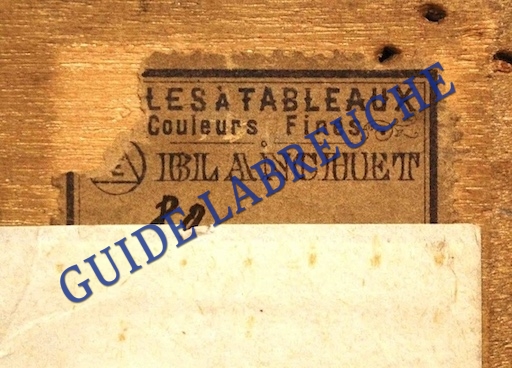 LES À TABLEAUX
Couleurs Fines
BLANCHET
GUIDE LABREUCHE